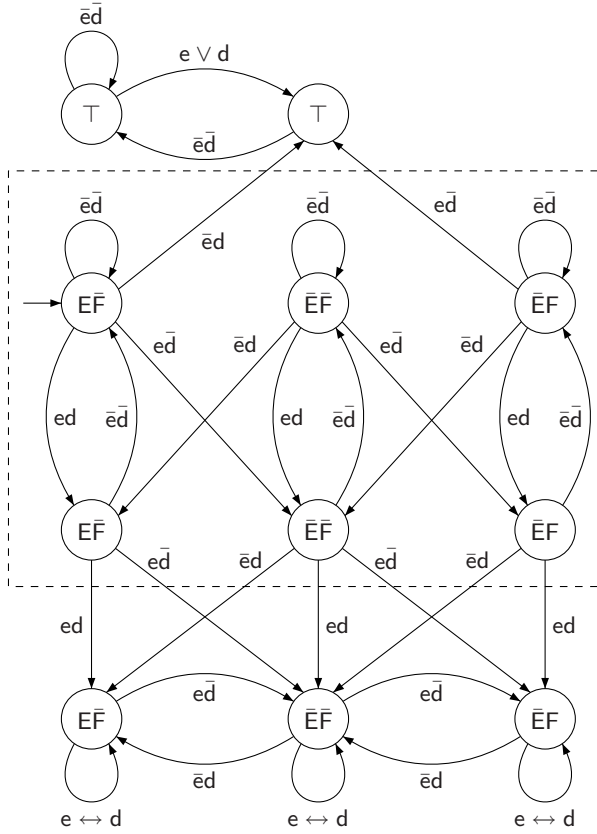 ēd̄
e ∨ d
⊤ ⊤
ēd̄
ēd ed̄
ēd̄ ēd̄ ēd̄
EF̄ ĒF̄ ĒF
ed̄ ēd ed̄ ēd
ed ēd̄ ed ēd̄ ed ēd̄
EF̄ ĒF̄ ĒF
ed̄ ēd ed̄ ēd
ed ed ed
ed̄ ed̄
EF̄ ĒF̄ ĒF
ēd ēd
e ↔ d e ↔ d e ↔ d